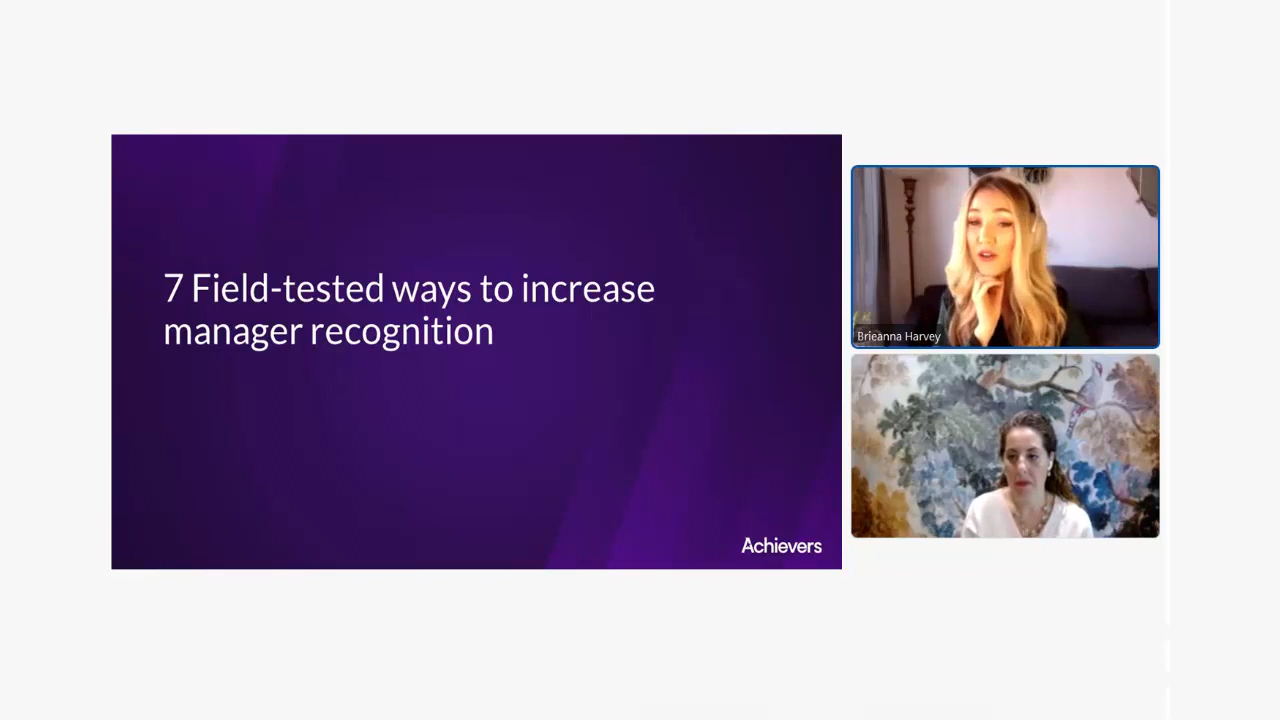 7 Field-tested ways to increase
manager recognition
Achievers
Brieanna Harvey